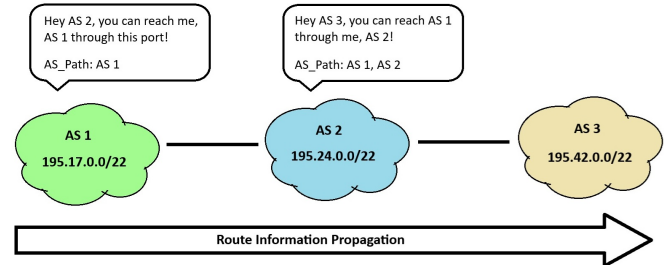 Hey AS 2, you can reach me,
AS 1 through this port!
AS_Path: AS 1
Hey AS 3, you can reach AS 1
through me, AS 2!
AS_Path: AS 1, AS 2
AS 1
195.17.0.0/22
AS 2
195.24.0.0/22
AS 3
195.42.0.0/22
Route Information Propagation